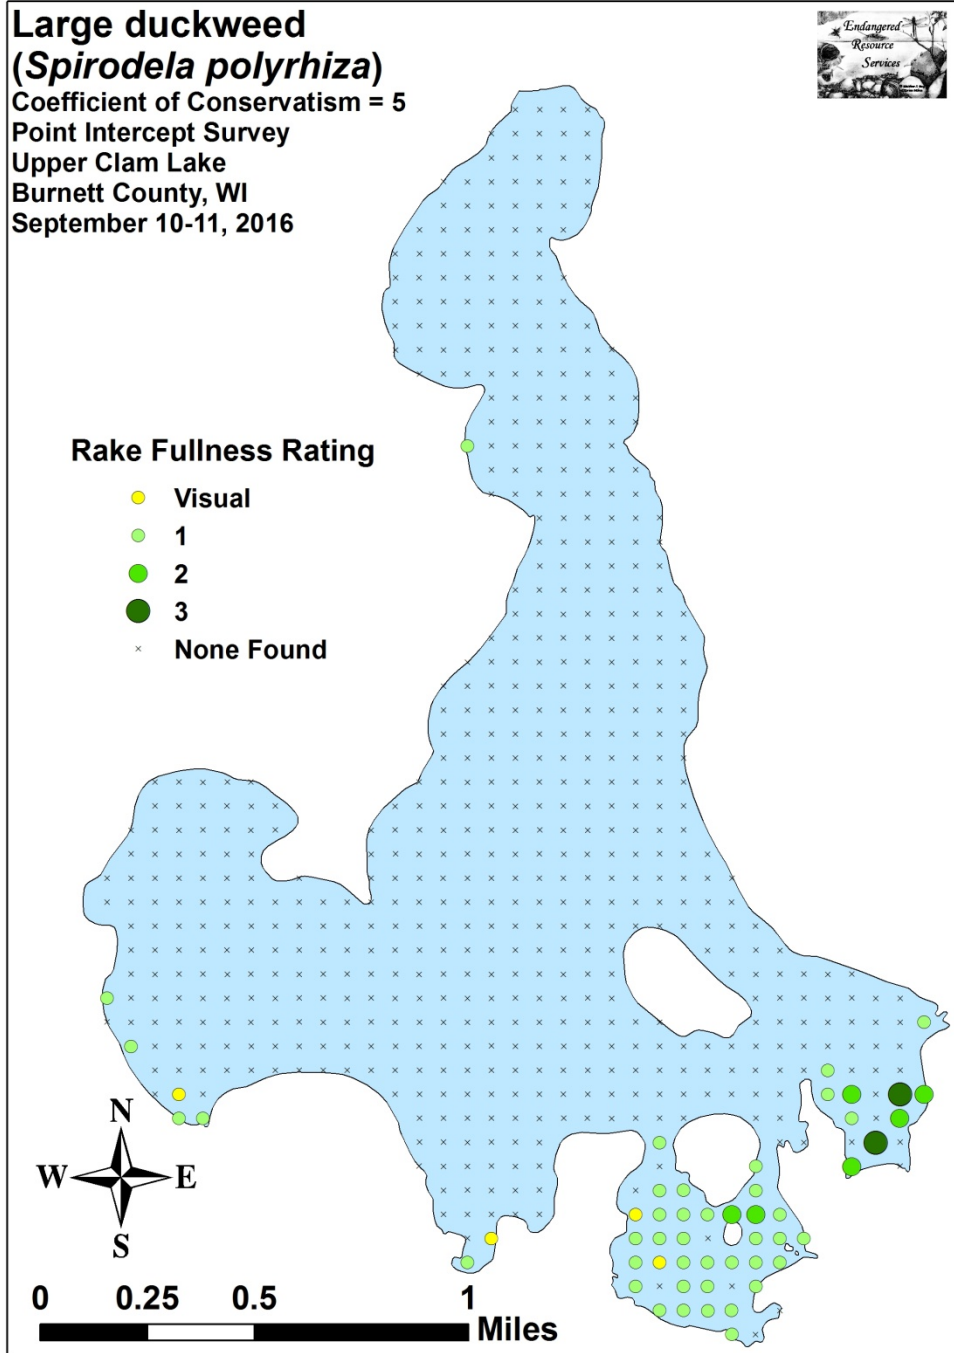 Large duckweed
(Spirodela polyrhiza)
Coefficient of Conservatism = 5
Point Intercept Survey
Upper Clam Lake
Burnett County, WI
September 10-11, 2016
Endangered
Resource
Services
Rake Fullness Rating
Visual
1
2
3
None Found
N
W E
S
0 0.25 0.5 1
Miles